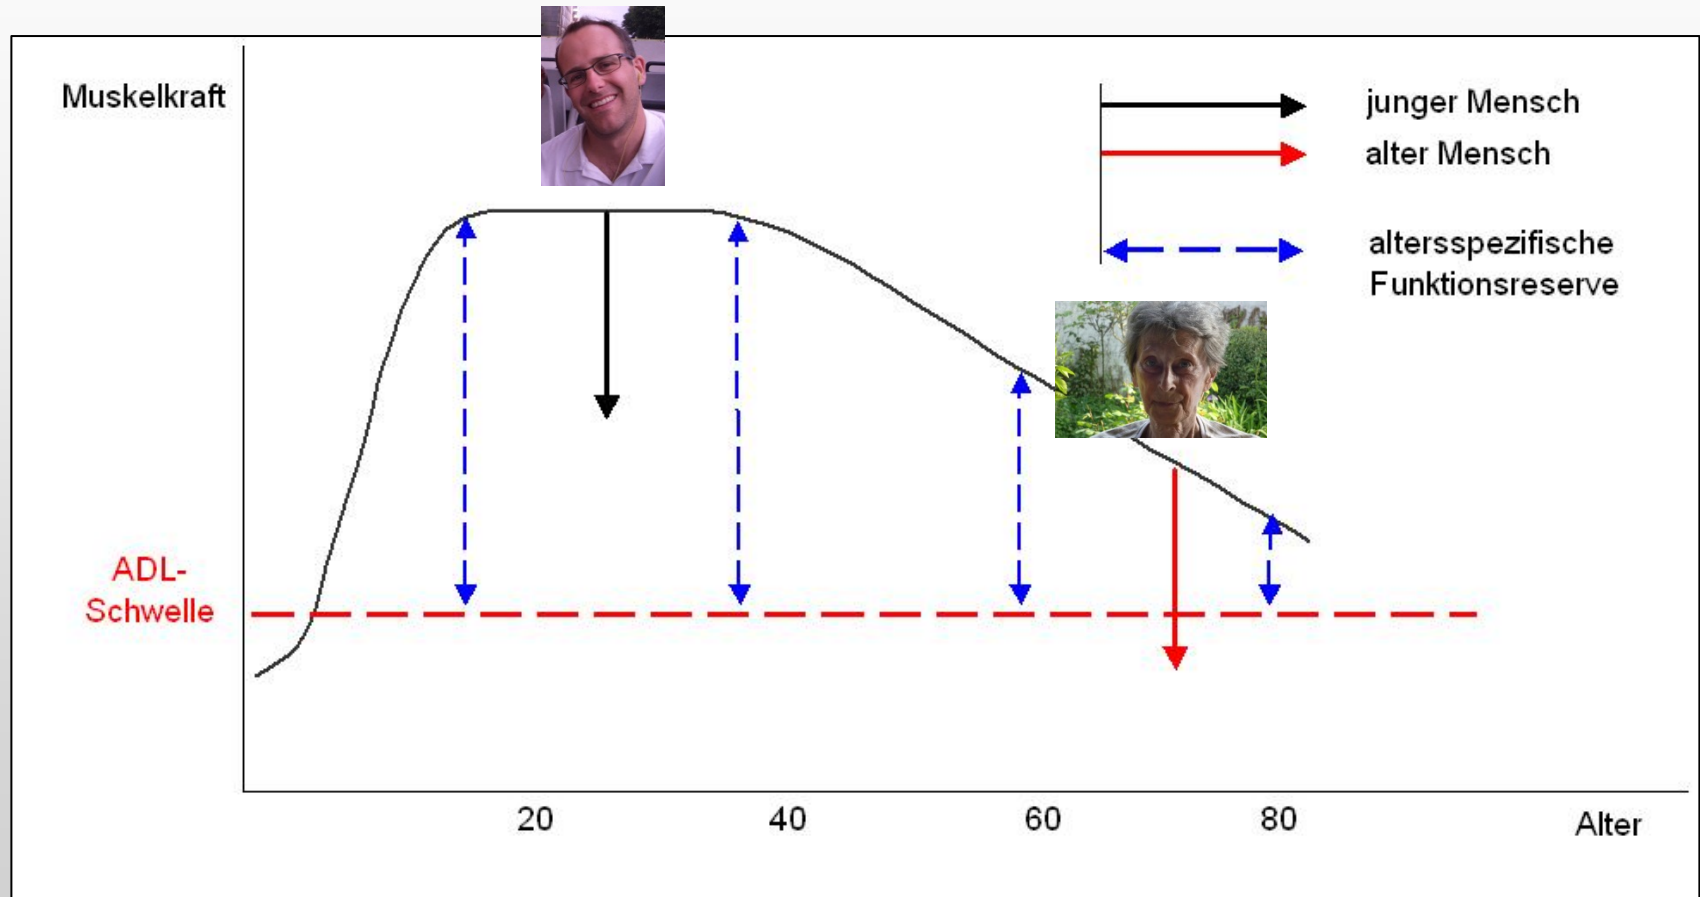 Muskelkraft
junger Mensch
alter Mensch
altersspezifische
Funktionsreserve
ADL-
Schwelle
20 40 60 80 Alter